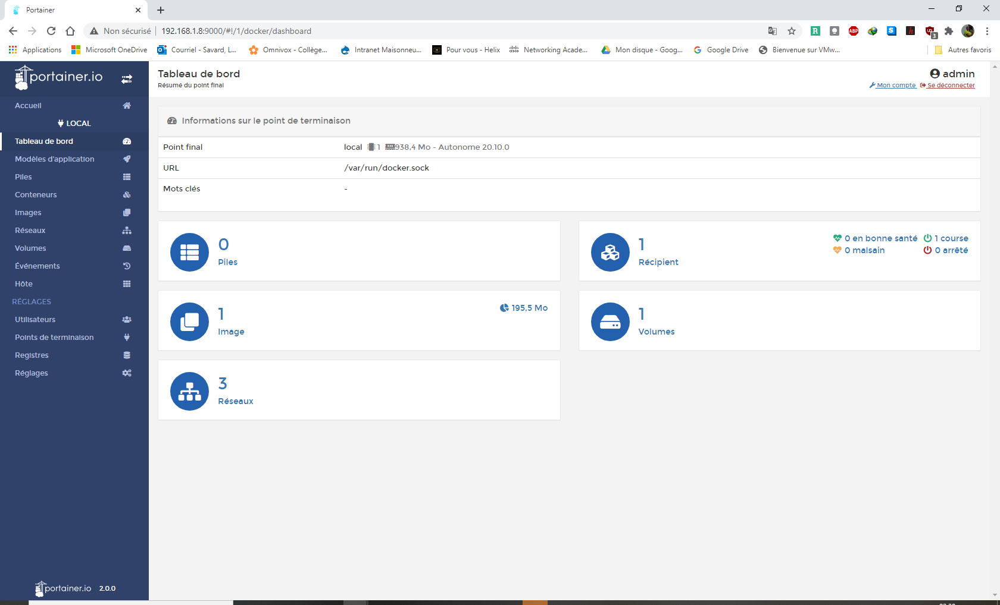 Portainer
Non sécurisé
192.168.1.8:9000/#!/1/docker/dashboard
ABP
3
Applications
Microsoft OneDrive
Courriel - Savard, L...
Omnivox - Collège...
Intranet Maisonneu...
Pour vous - Helix
cisco
Networking Acade...
Mon disque - Goog...
Google Drive
Bienvenue sur VMw...
Autres favoris
portainer.io
Accueil
LOCAL
Tableau de bord
Modèles d'application
Piles
Conteneurs
Images
Réseaux
Volumes
Événements
Hôte
RÉGLAGES
Utilisateurs
Points de terminaison
Registres
Réglages
portainer.io 2.0.0
Tableau de bord
Résumé du point final
admin
Mon compte Se déconnecter
Informations sur le point de terminaison
Point final local 1 938,4 Mo - Autonome 20.10.0
URL /var/run/docker.sock
Mots clés -
0
Piles
1
Récipient
0 en bonne santé 1 course
0 malsain 0 arrêté
1
Image
195,5 Mo
1
Volumes
3
Réseaux